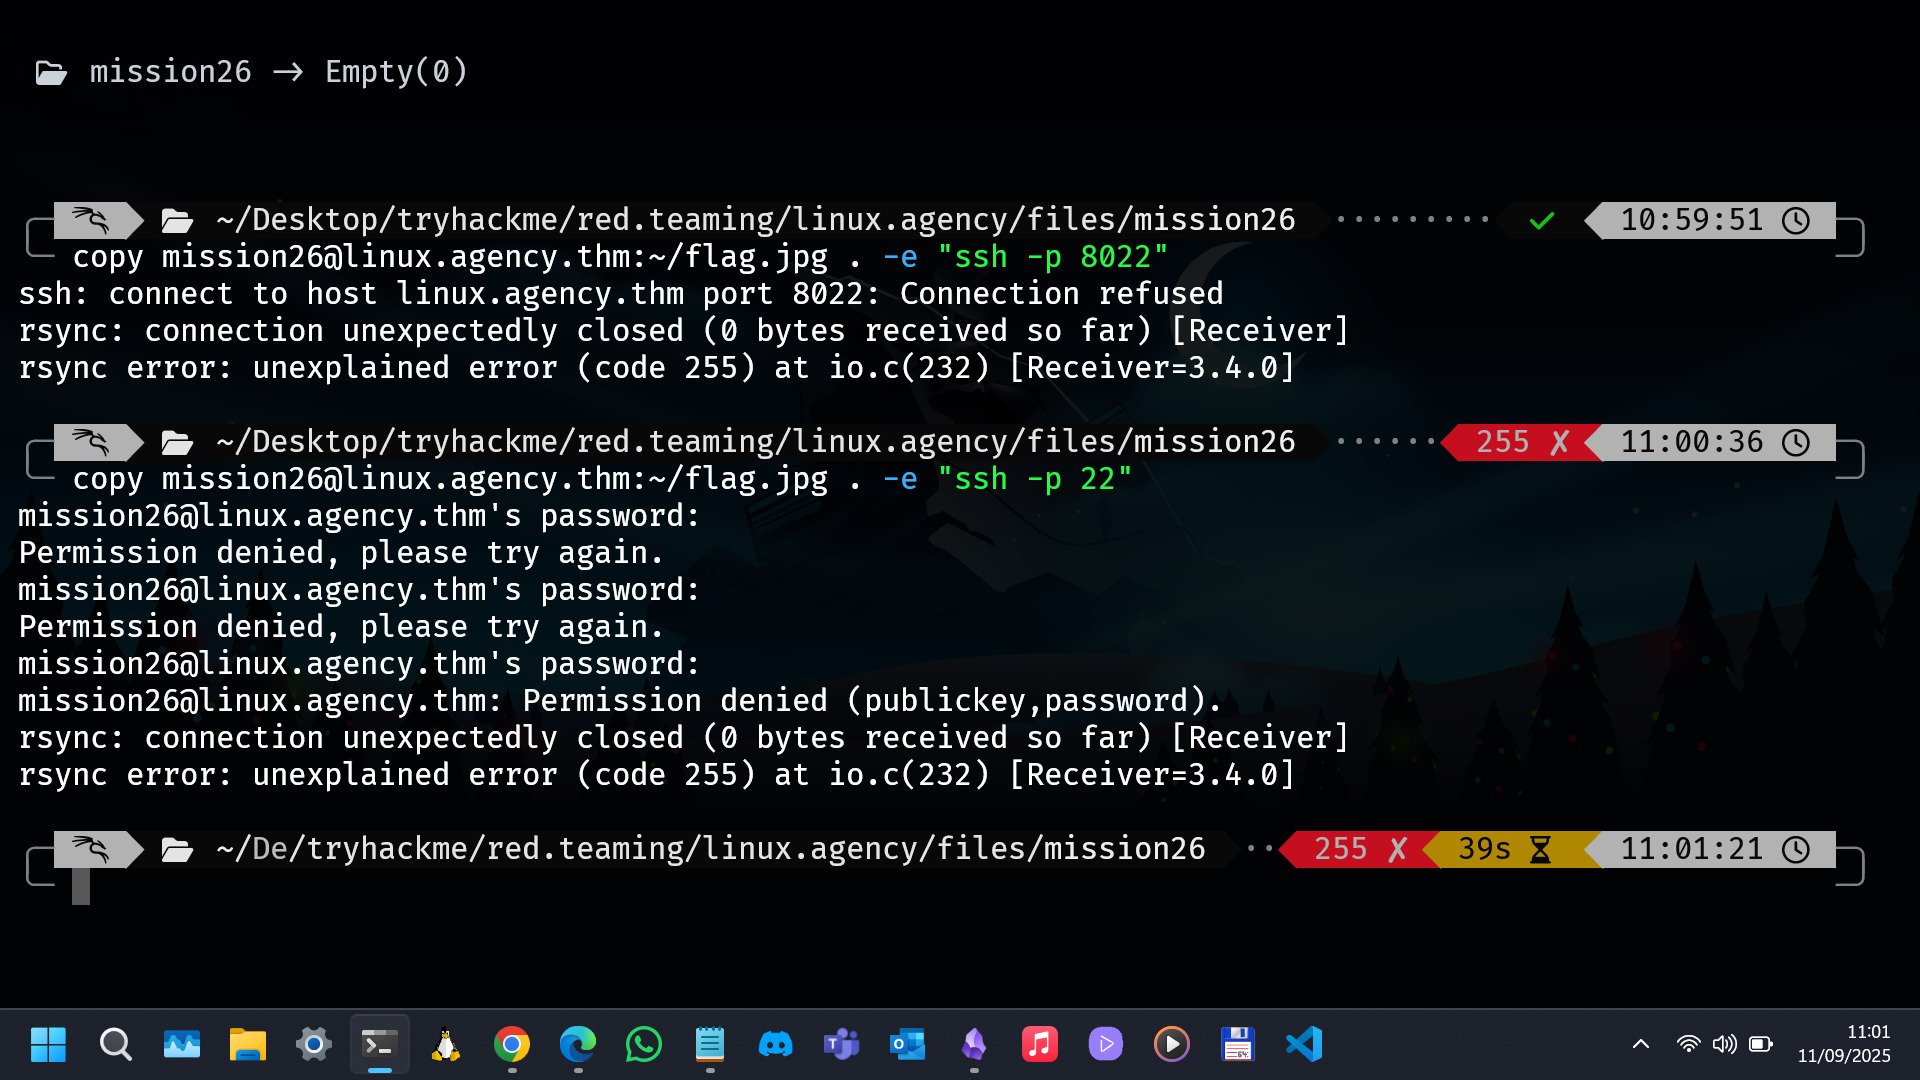 mission26 → Empty(0)
~/Desktop/tryhackme/red.teaming/linux.agency/files/mission26 ········· ✓ 10:59:51
copy mission26@linux.agency.thm:~/flag.jpg . -e "ssh -p 8022"
ssh: connect to host linux.agency.thm port 8022: Connection refused
rsync: connection unexpectedly closed (0 bytes received so far) [Receiver]
rsync error: unexplained error (code 255) at io.c(232) [Receiver=3.4.0]
~/Desktop/tryhackme/red.teaming/linux.agency/files/mission26 ······ 255 ✗ 11:00:36
copy mission26@linux.agency.thm:~/flag.jpg . -e "ssh -p 22"
mission26@linux.agency.thm's password:
Permission denied, please try again.
mission26@linux.agency.thm's password:
Permission denied, please try again.
mission26@linux.agency.thm's password:
mission26@linux.agency.thm: Permission denied (publickey,password).
rsync: connection unexpectedly closed (0 bytes received so far) [Receiver]
rsync error: unexplained error (code 255) at io.c(232) [Receiver=3.4.0]
~/De/tryhackme/red.teaming/linux.agency/files/mission26 ·· 255 ✗ 39s 11:01:21
11:01
11/09/2025